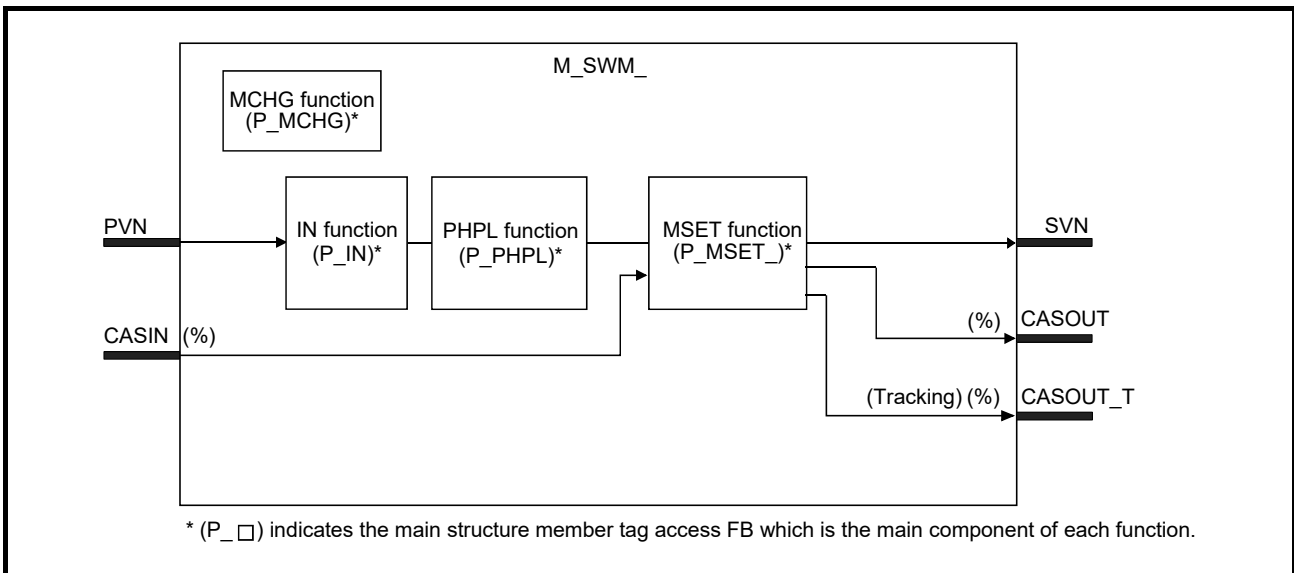 M_SWM_
MCHG function
(P_MCHG)*
PVN
IN function
(P_IN)*
PHPL function
(P_PHPL)*
MSET function
(P_MSET_)*
SVN
CASIN (%)
(%) CASOUT
(Tracking) (%) CASOUT_T
* (P_ □) indicates the main structure member tag access FB which is the main component of each function.